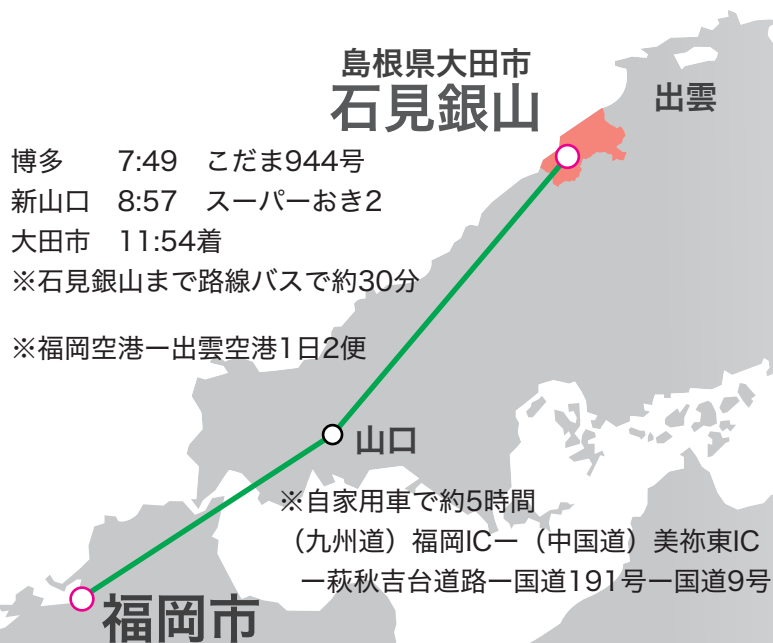 島根県大田市
石見銀山
出雲
博多　　7:49　こだま944号
新山口　8:57　スーパーおき2
大田市　11:54着
※石見銀山まで路線バスで約30分
※福岡空港ー出雲空港1日2便
山口
※自家用車で約5時間
（九州道）福岡ICー（中国道）美祢東IC
ー萩秋吉台道路ー国道191号ー国道9号
福岡市